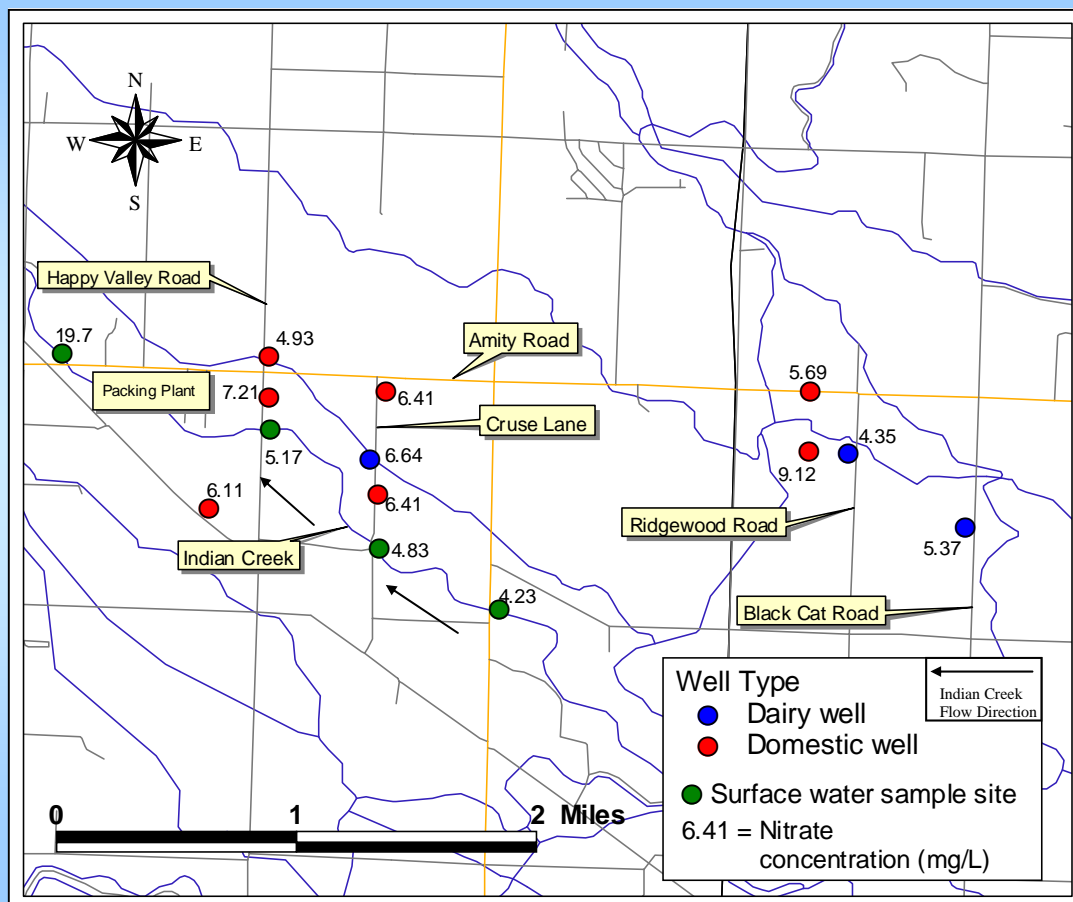 N
W E
S
Happy Valley Road
19.7
4.93
Amity Road
Packing Plant
7.21
6.41
5.69
Cruse Lane
5.17
6.64
4.35
9.12
6.11
6.41
Ridgewood Road
Indian Creek
4.83
5.37
4.23
Black Cat Road
Well Type
Dairy well
Domestic well
Surface water sample site
6.41 = Nitrate
concentration (mg/L)
Indian Creek
Flow Direction
0 1 2 Miles